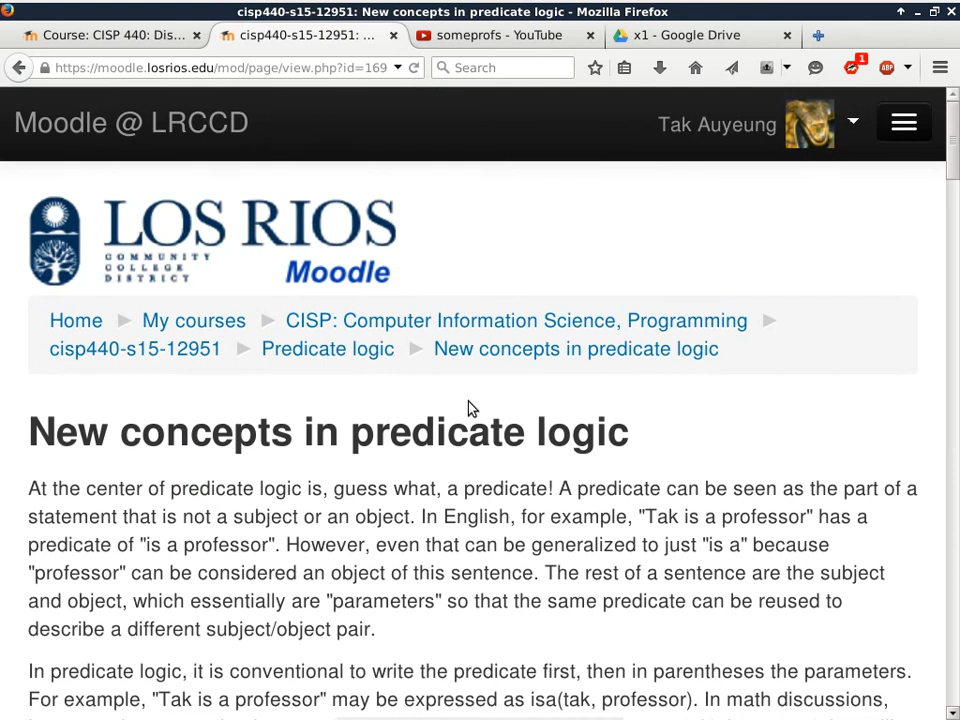 cisp440-s15-12951: New concepts in predicate logic - Mozilla Firefox
Course: CISP 440: Dis... × cisp440-s15-12951: ... × someprofs - YouTube × x1 - Google Drive ×
https://moodle.losrios.edu/mod/page/view.php?id=169 Search 1 ABP
Moodle @ LRCCD Tak Auyeung
LOS RIOS
COMMUNITY
COLLEGE
DISTRICT
Moodle
Home ► My courses ► CISP: Computer Information Science, Programming ►
cisp440-s15-12951 ► Predicate logic ► New concepts in predicate logic
New concepts in predicate logic
At the center of predicate logic is, guess what, a predicate! A predicate can be seen as the part of a
statement that is not a subject or an object. In English, for example, "Tak is a professor" has a
predicate of "is a professor". However, even that can be generalized to just "is a" because
"professor" can be considered an object of this sentence. The rest of a sentence are the subject
and object, which essentially are "parameters" so that the same predicate can be reused to
describe a different subject/object pair.
In predicate logic, it is conventional to write the predicate first, then in parentheses the parameters.
For example, "Tak is a professor" may be expressed as isa(tak, professor). In math discussions,